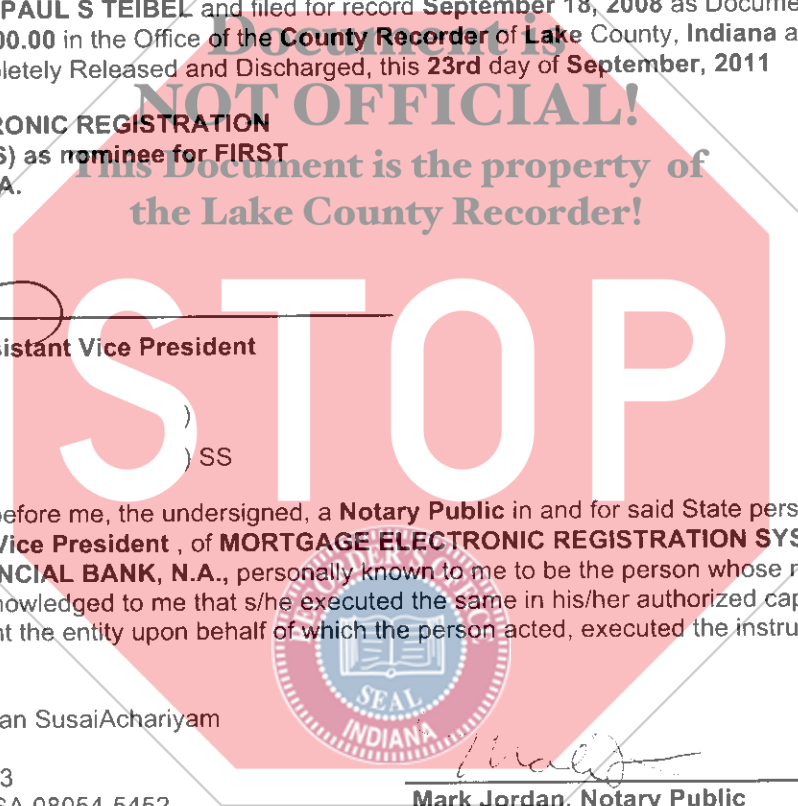 PAUL S TEIBEL and filed for record September 18, 2008 as Docume
00.00 in the Office of the County Recorder of Lake County, Indiana a
pletely Released and Discharged, this 23rd day of September, 2011
Document is
NOT OFFICIAL!
This Document is the property of
the Lake County Recorder!
RONIC REGISTRATION
S) as nominee for FIRST
A.
STOP
sistant Vice President
)
) SS
efore me, the undersigned, a Notary Public in and for said State pers
Vice President , of MORTGAGE ELECTRONIC REGISTRATION SYS
NCIAL BANK, N.A., personally known to me to be the person whose n
nowledged to me that s/he executed the same in his/her authorized cap
nt the entity upon behalf of which the person acted, executed the instru
SEAL
INDIANA
an SusaiAchariyam
3
SA 08054-5452
Mark Jordan, Notary Public